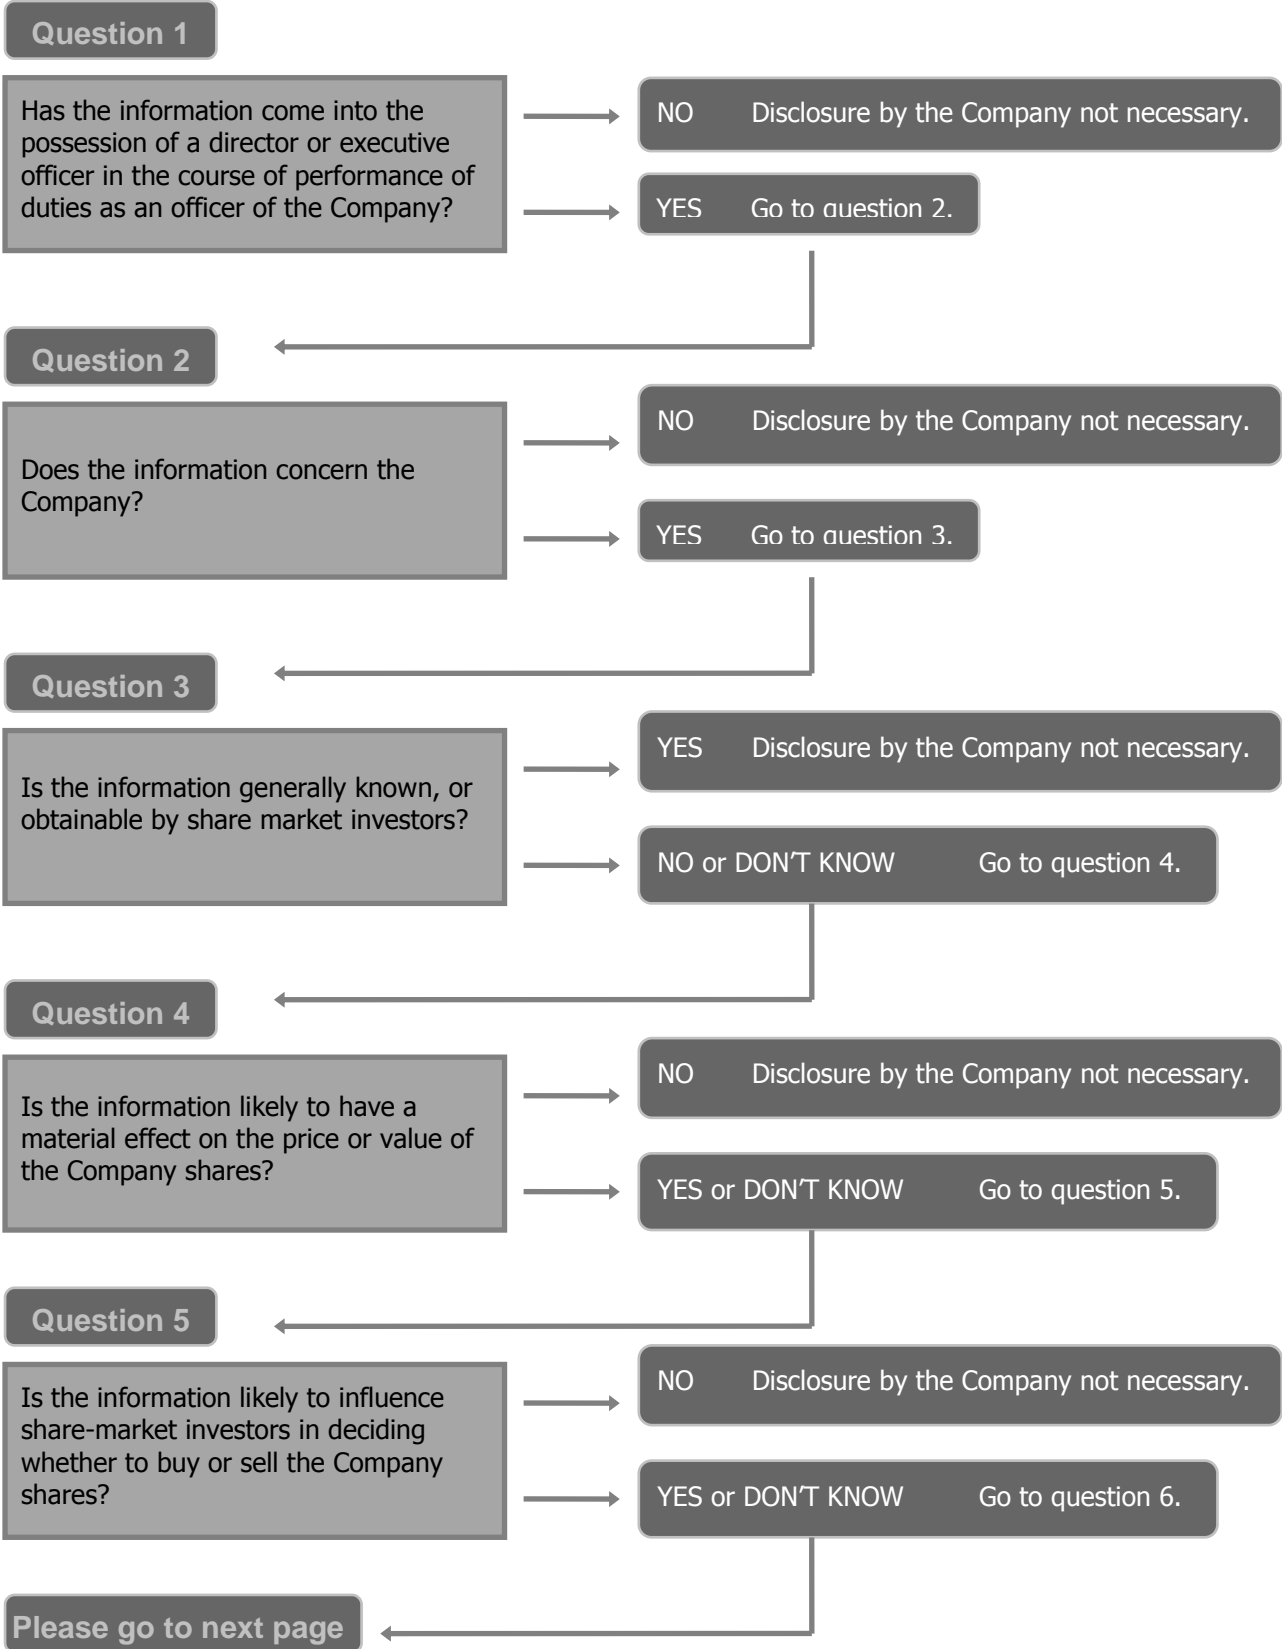 Question 1
Has the information come into the
possession of a director or executive
officer in the course of performance of
duties as an officer of the Company?
NO Disclosure by the Company not necessary.
YES Go to question 2.
Question 2
Does the information concern the
Company?
NO Disclosure by the Company not necessary.
YES Go to question 3.
Question 3
Is the information generally known, or
obtainable by share market investors?
YES Disclosure by the Company not necessary.
NO or DON’T KNOW Go to question 4.
Question 4
Is the information likely to have a
material effect on the price or value of
the Company shares?
NO Disclosure by the Company not necessary.
YES or DON’T KNOW Go to question 5.
Question 5
Is the information likely to influence
share-market investors in deciding
whether to buy or sell the Company
shares?
NO Disclosure by the Company not necessary.
YES or DON’T KNOW Go to question 6.
Please go to next page